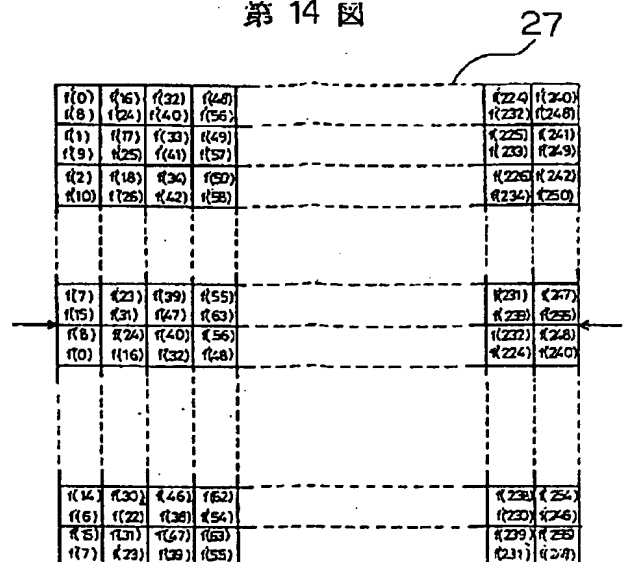 第 14 図
27
f(0) f(16) f(32) f(48) f(224) f(240)
f(8) f(24) f(40) f(56) f(232) f(248)
f(1) f(17) f(33) f(49) f(225) f(241)
f(9) f(25) f(41) f(57) f(233) f(249)
f(2) f(18) f(34) f(50) f(226) f(242)
f(10) f(26) f(42) f(58) f(234) f(250)
f(7) f(23) f(39) f(55) f(231) f(247)
f(15) f(31) f(47) f(63) f(239) f(255)
f(8) f(24) f(40) f(56) f(232) f(248)
f(0) f(16) f(32) f(48) f(224) f(240)
f(14) f(30) f(46) f(62) f(238) f(254)
f(6) f(22) f(38) f(54) f(230) f(246)
f(15) f(31) f(47) f(63) f(239) f(255)
f(7) f(23) f(39) f(55) f(231) f(247)